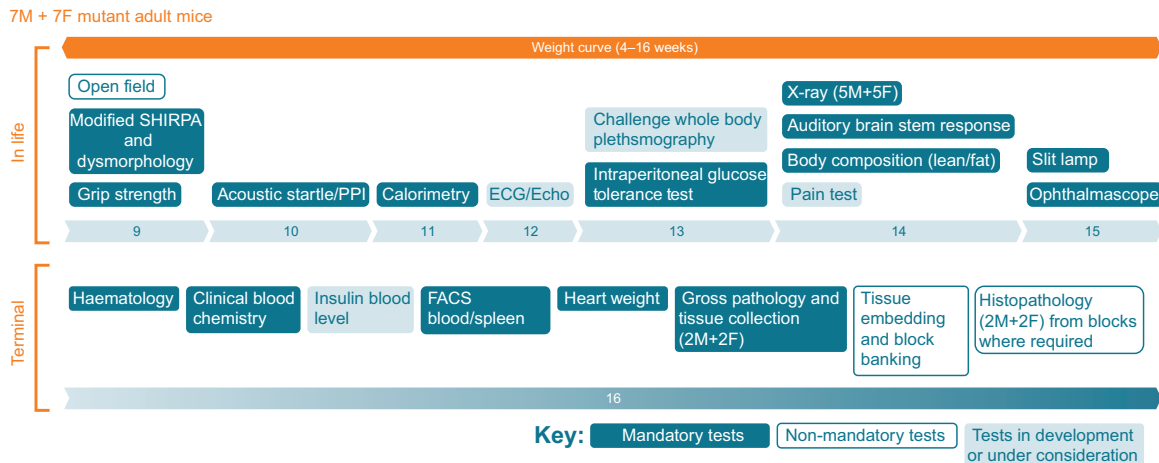 7M + 7F mutant adult mice
Weight curve (4–16 weeks)
In life
Open field
Modified SHIRPA
and
dysmorphology
Grip strength
Acoustic startle/PPI
Calorimetry
ECG/Echo
Challenge whole body
plethsmography
Intraperitoneal glucose
tolerance test
X-ray (5M+5F)
Auditory brain stem response
Body composition (lean/fat)
Pain test
Slit lamp
Ophthalmascope
9
10
11
12
13
14
15
Terminal
Haematology
Clinical blood
chemistry
Insulin blood
level
FACS
blood/spleen
Heart weight
Gross pathology and
tissue collection
(2M+2F)
Tissue
embedding
and block
banking
Histopathology
(2M+2F) from blocks
where required
16
Key:
Mandatory tests
Non-mandatory tests
Tests in development
or under consideration